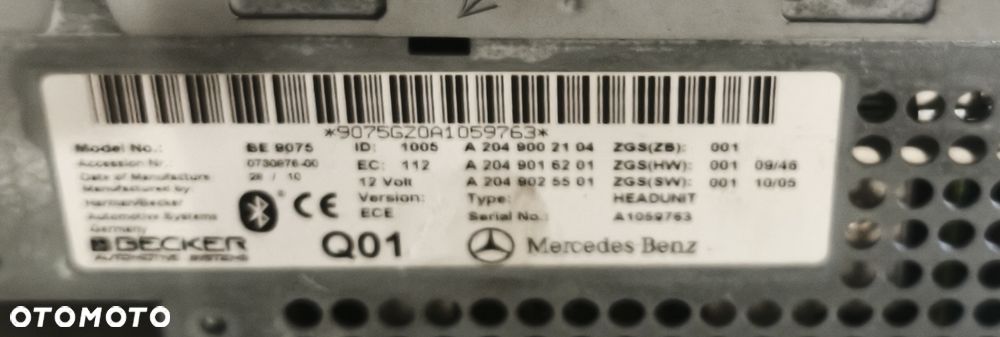 *9075GZ0A1059763*
Model No.: BE 9075 ID: 1005 A 204 900 21 04 ZGS(ZB): 001
Accession Nr.: 0730876-00 EC: 112 A 204 901 62 01 ZGS(HW): 001 09/46
Date of Manufacture 28 / 10 12 Volt A 204 902 55 01 ZGS(SW): 001 10/05
Manufactured by: Version: Type: HEADUNIT
Harman/Becker ECE Serial No.: A1059763
Automotive Systems
Germany
BECKER Q01 Mercedes Benz
AUTOMOTIVE SYSTEMS
OTOMOTO